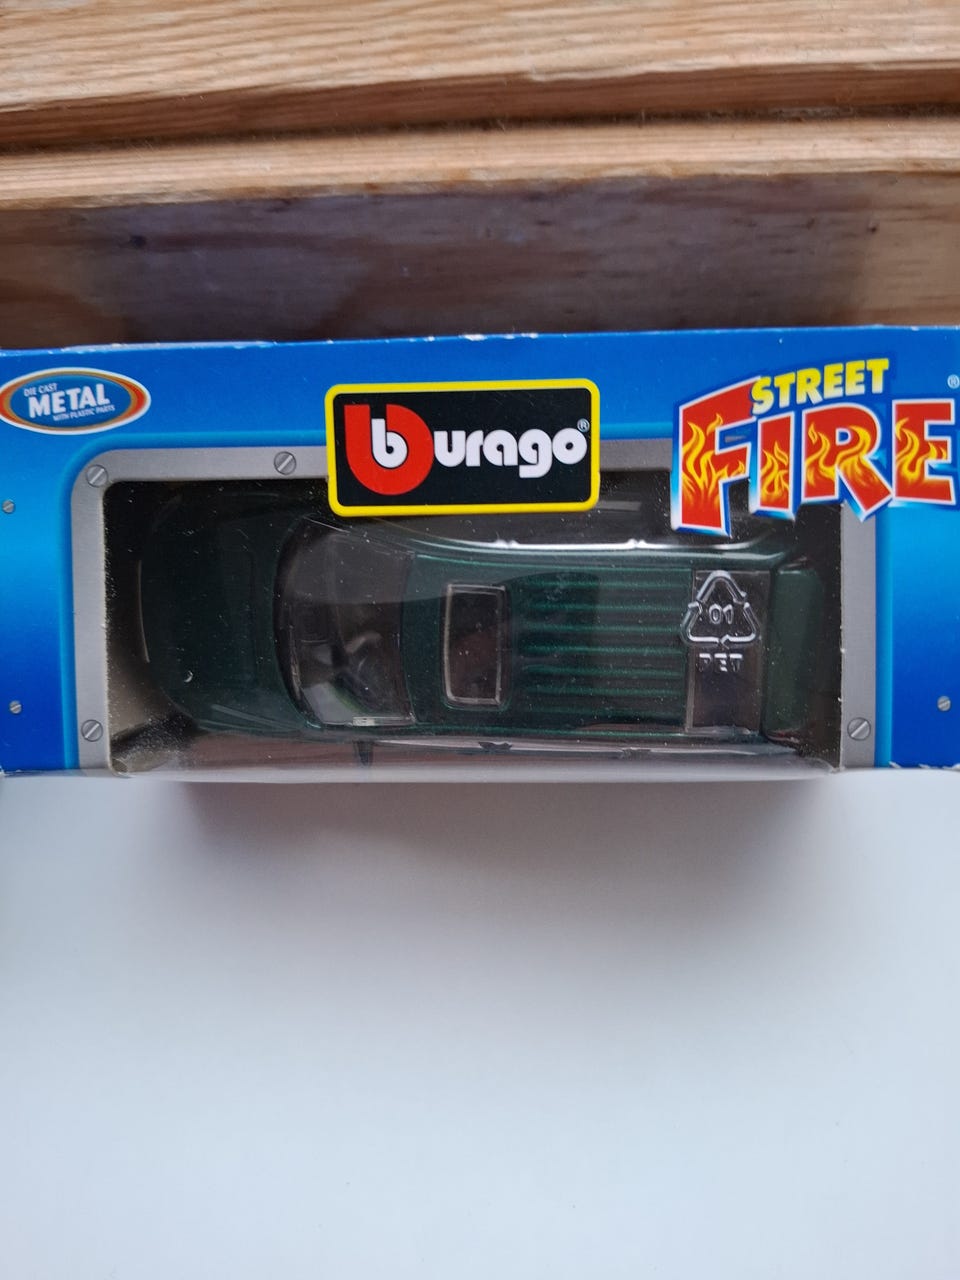 DIE CAST
METAL
WITH PLASTIC PARTS
burago®
STREET
FIRE®
01
PET